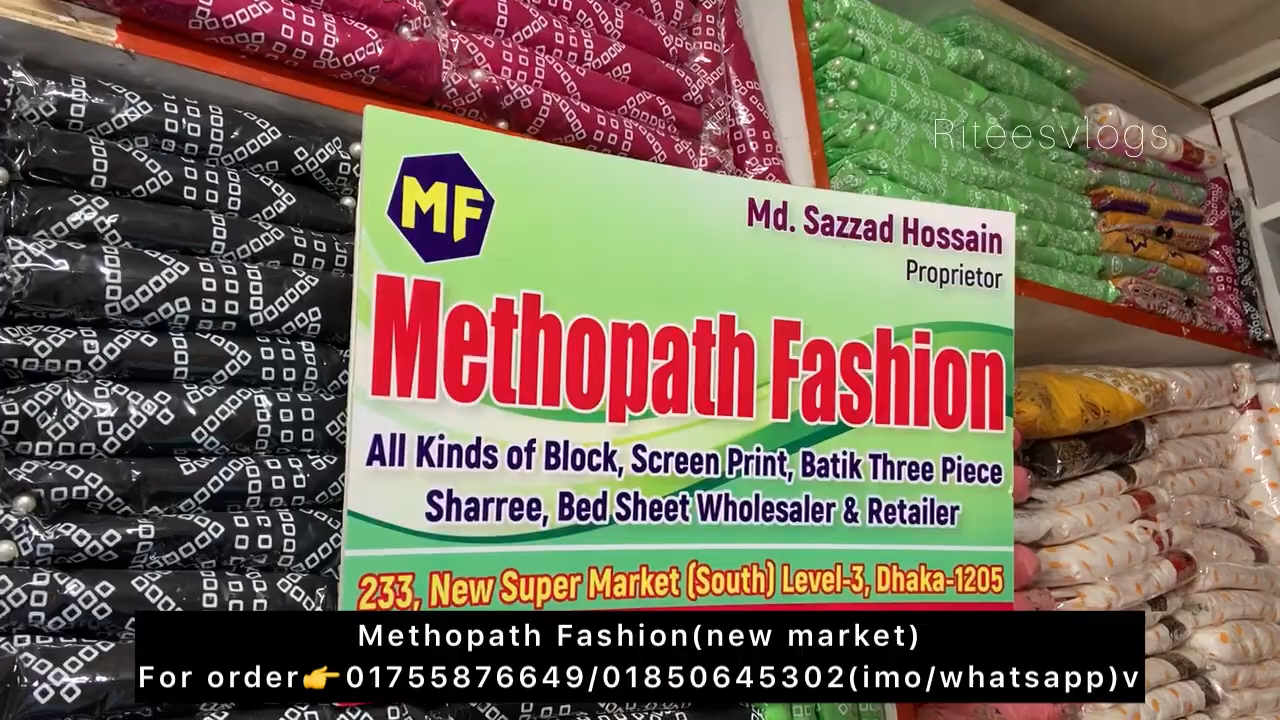 Riteesvlogs
MF
Md. Sazzad Hossain
Proprietor
Methopath Fashion
All Kinds of Block, Screen Print, Batik Three Piece
Sharree, Bed Sheet Wholesaler & Retailer
233, New Super Market (South) Level-3, Dhaka-1205
Methopath Fashion(new market)
For order👉01755876649/01850645302(imo/whatsapp)v